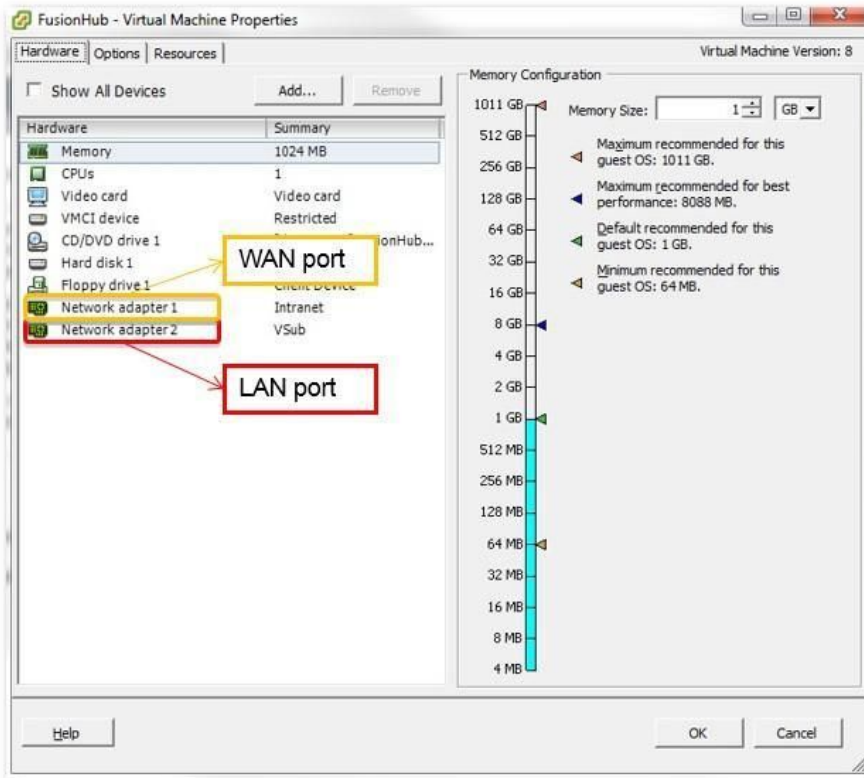 FusionHub - Virtual Machine Properties
Hardware Options Resources
Virtual Machine Version: 8
Show All Devices
Add...
Remove
Hardware Summary
Memory 1024 MB
CPUs 1
Video card Video card
VMCI device Restricted
CD/DVD drive 1 ionHub...
Hard disk 1
Floppy drive 1 Client Device
Network adapter 1 Intranet
Network adapter 2 VSub
WAN port
LAN port
Memory Configuration
1011 GB
512 GB
256 GB
128 GB
64 GB
32 GB
16 GB
8 GB
4 GB
2 GB
1 GB
512 MB
256 MB
128 MB
64 MB
32 MB
16 MB
8 MB
4 MB
Memory Size: 1 GB
Maximum recommended for this
guest OS: 1011 GB.
Maximum recommended for best
performance: 8088 MB.
Default recommended for this
guest OS: 1 GB.
Minimum recommended for this
guest OS: 64 MB.
Help
OK
Cancel